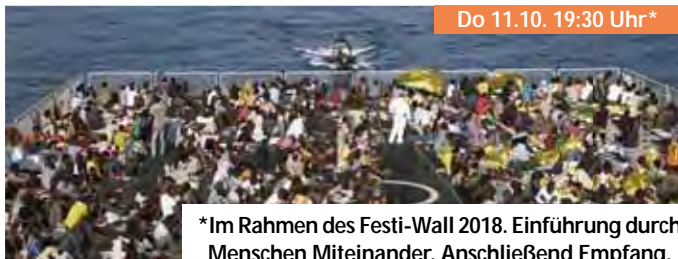 Do 11.10. 19:30 Uhr*
*Im Rahmen des Festi-Wall 2018. Einführung durch
Menschen Miteinander. Anschließend Empfang.